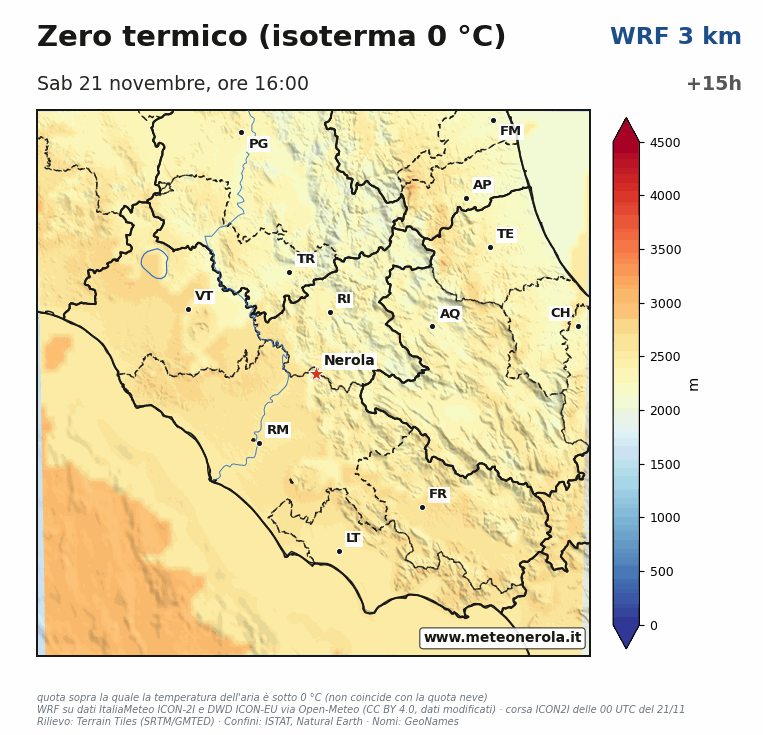 Zero termico (isoterma 0 °C)
WRF 3 km
Sab 21 novembre, ore 16:00
+15h
FM
PG
AP
TE
TR
VT
RI
AQ
CH
Nerola
RM
FR
LT
www.meteonerola.it
4500
4000
3500
3000
2500
2000
1500
1000
500
0
m
quota sopra la quale la temperatura dell'aria è sotto 0 °C (non coincide con la quota neve)
WRF su dati ItaliaMeteo ICON-2I e DWD ICON-EU via Open-Meteo (CC BY 4.0, dati modificati) · corsa ICON2I delle 00 UTC del 21/11
Rilievo: Terrain Tiles (SRTM/GMTED) · Confini: ISTAT, Natural Earth · Nomi: GeoNames